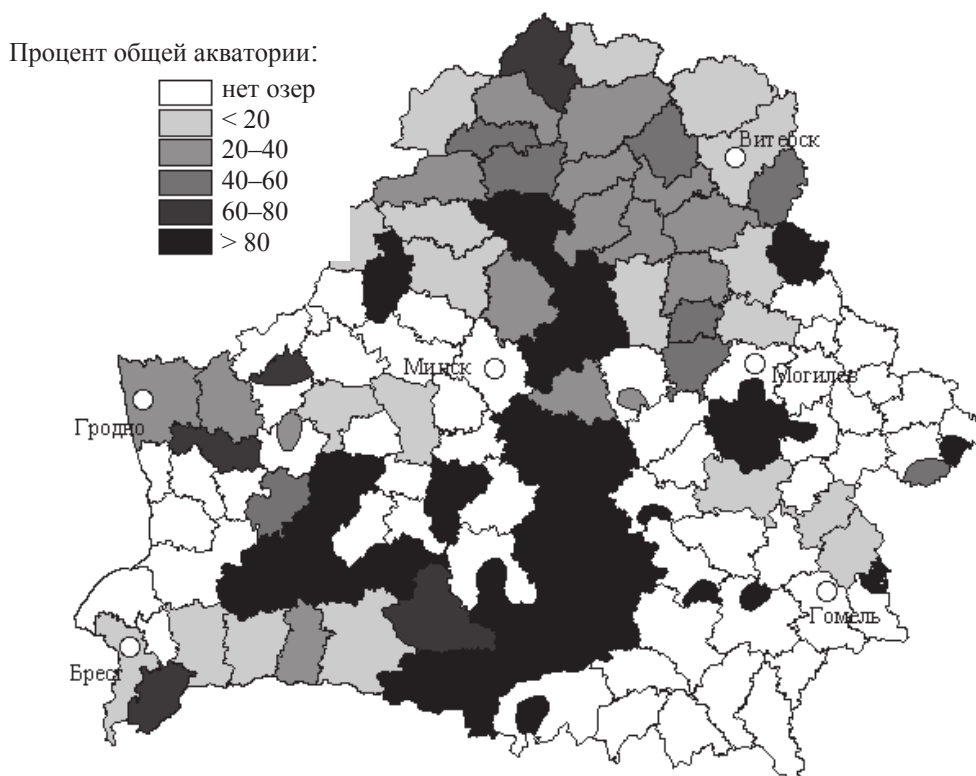 Процент общей акватории:
нет озер
< 20
20–40
40–60
60–80
> 80
Витебск
Минск
Могилев
Гродно
Гомель
Брест